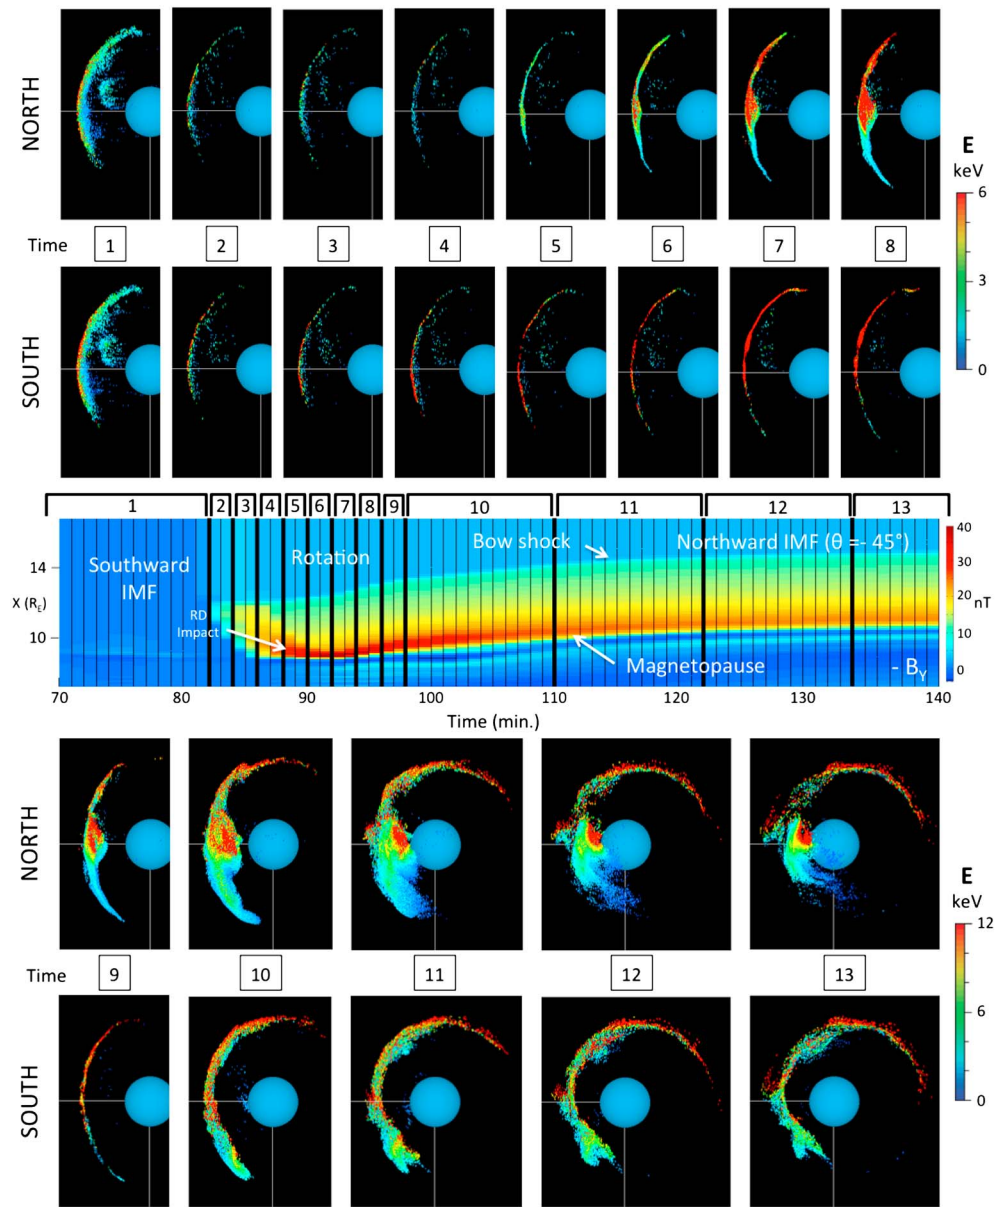 NORTH
E
keV
6
3
0
Time 1 2 3 4 5 6 7 8
SOUTH
1 2 3 4 5 6 7 8 9 10 11 12 13
Southward
IMF
Rotation
Bow shock
Northward IMF (θ =- 45°)
RD
Impact
Magnetopause
- BY
14
X (RE)
10
40
30
20
nT
10
0
70 80 90 100 110 120 130 140
Time (min.)
NORTH
E
keV
12
6
0
Time 9 10 11 12 13
SOUTH